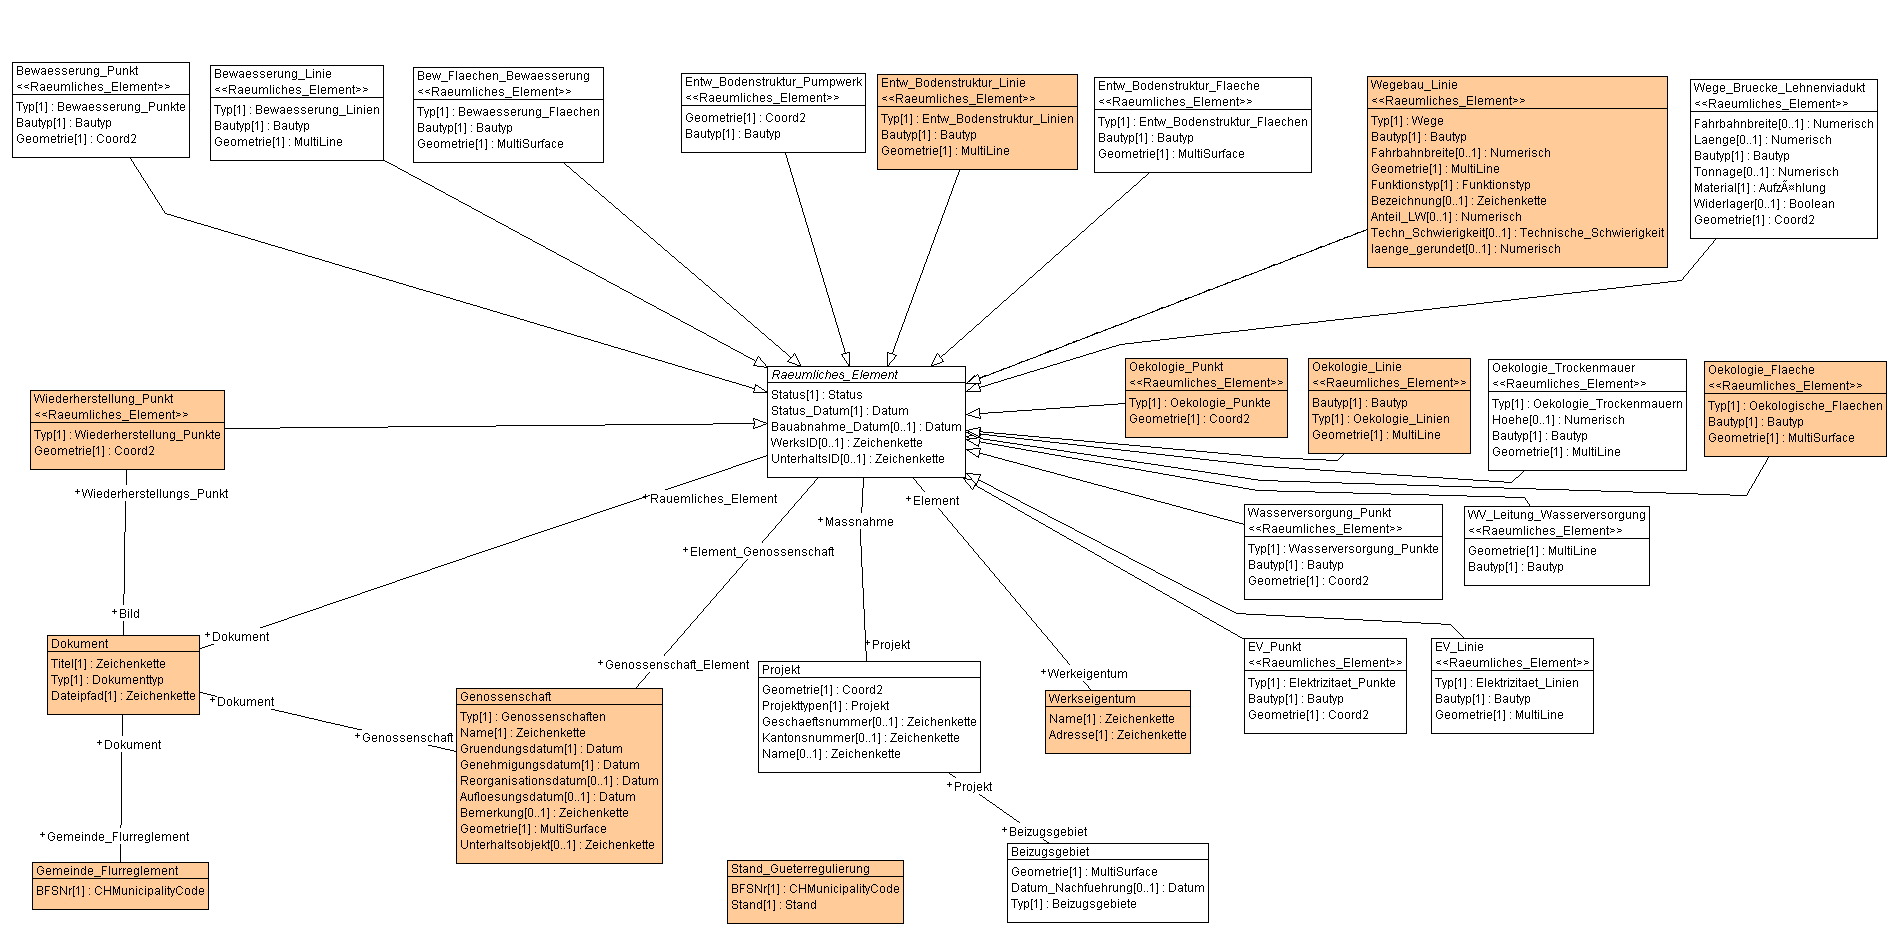 Bewaesserung_Punkt
<<Raeumliches_Element>>
Typ[1] : Bewaesserung_Punkte
Bautyp[1] : Bautyp
Geometrie[1] : Coord2
Bewaesserung_Linie
<<Raeumliches_Element>>
Typ[1] : Bewaesserung_Linien
Bautyp[1] : Bautyp
Geometrie[1] : MultiLine
Bew_Flaechen_Bewaesserung
<<Raeumliches_Element>>
Typ[1] : Bewaesserung_Flaechen
Bautyp[1] : Bautyp
Geometrie[1] : MultiSurface
Entw_Bodenstruktur_Pumpwerk
<<Raeumliches_Element>>
Geometrie[1] : Coord2
Bautyp[1] : Bautyp
Entw_Bodenstruktur_Linie
<<Raeumliches_Element>>
Typ[1] : Entw_Bodenstruktur_Linien
Bautyp[1] : Bautyp
Geometrie[1] : MultiLine
Entw_Bodenstruktur_Flaeche
<<Raeumliches_Element>>
Typ[1] : Entw_Bodenstruktur_Flaechen
Bautyp[1] : Bautyp
Geometrie[1] : MultiSurface
Wegebau_Linie
<<Raeumliches_Element>>
Typ[1] : Wege
Bautyp[1] : Bautyp
Fahrbahnbreite[0..1] : Numerisch
Geometrie[1] : MultiLine
Funktionstyp[1] : Funktionstyp
Bezeichnung[0..1] : Zeichenkette
Anteil_LW[0..1] : Numerisch
Techn_Schwierigkeit[0..1] : Technische_Schwierigkeit
laenge_gerundet[0..1] : Numerisch
Wege_Bruecke_Lehnenviadukt
<<Raeumliches_Element>>
Fahrbahnbreite[0..1] : Numerisch
Laenge[0..1] : Numerisch
Bautyp[1] : Bautyp
Tonnage[0..1] : Numerisch
Material[1] : AufzÃ¤hlung
Widerlager[0..1] : Boolean
Geometrie[1] : Coord2
Raeumliches_Element
Status[1] : Status
Status_Datum[1] : Datum
Bauabnahme_Datum[0..1] : Datum
WerksID[0..1] : Zeichenkette
UnterhaltsID[0..1] : Zeichenkette
Oekologie_Punkt
<<Raeumliches_Element>>
Typ[1] : Oekologie_Punkte
Geometrie[1] : Coord2
Oekologie_Linie
<<Raeumliches_Element>>
Bautyp[1] : Bautyp
Typ[1] : Oekologie_Linien
Geometrie[1] : MultiLine
Oekologie_Trockenmauer
<<Raeumliches_Element>>
Typ[1] : Oekologie_Trockenmauern
Hoehe[0..1] : Numerisch
Bautyp[1] : Bautyp
Geometrie[1] : MultiLine
Oekologie_Flaeche
<<Raeumliches_Element>>
Typ[1] : Oekologische_Flaechen
Bautyp[1] : Bautyp
Geometrie[1] : MultiSurface
Wiederherstellung_Punkt
<<Raeumliches_Element>>
Typ[1] : Wiederherstellung_Punkte
Geometrie[1] : Coord2
+Wiederherstellungs_Punkt
+Rauemliches_Element
+Element
+Massnahme
+Element_Genossenschaft
Wasserversorgung_Punkt
<<Raeumliches_Element>>
Typ[1] : Wasserversorgung_Punkte
Bautyp[1] : Bautyp
Geometrie[1] : Coord2
WV_Leitung_Wasserversorgung
<<Raeumliches_Element>>
Geometrie[1] : MultiLine
Bautyp[1] : Bautyp
+Bild
+Dokument
+Projekt
+Genossenschaft_Element
+Werkeigentum
Dokument
Titel[1] : Zeichenkette
Typ[1] : Dokumenttyp
Dateipfad[1] : Zeichenkette
+Dokument
+Genossenschaft
+Dokument
Genossenschaft
Typ[1] : Genossenschaften
Name[1] : Zeichenkette
Gruendungsdatum[1] : Datum
Genehmigungsdatum[1] : Datum
Reorganisationsdatum[0..1] : Datum
Aufloesungsdatum[0..1] : Datum
Bemerkung[0..1] : Zeichenkette
Geometrie[1] : MultiSurface
Unterhaltsobjekt[0..1] : Zeichenkette
Projekt
Geometrie[1] : Coord2
Projekttypen[1] : Projekt
Geschaeftsnummer[0..1] : Zeichenkette
Kantonsnummer[0..1] : Zeichenkette
Name[0..1] : Zeichenkette
Werkseigentum
Name[1] : Zeichenkette
Adresse[1] : Zeichenkette
EV_Punkt
<<Raeumliches_Element>>
Typ[1] : Elektrizitaet_Punkte
Bautyp[1] : Bautyp
Geometrie[1] : Coord2
EV_Linie
<<Raeumliches_Element>>
Typ[1] : Elektrizitaet_Linien
Bautyp[1] : Bautyp
Geometrie[1] : MultiLine
+Projekt
+Beizugsgebiet
+Gemeinde_Flurreglement
Gemeinde_Flurreglement
BFSNr[1] : CHMunicipalityCode
Stand_Gueterregulierung
BFSNr[1] : CHMunicipalityCode
Stand[1] : Stand
Beizugsgebiet
Geometrie[1] : MultiSurface
Datum_Nachfuehrung[0..1] : Datum
Typ[1] : Beizugsgebiete